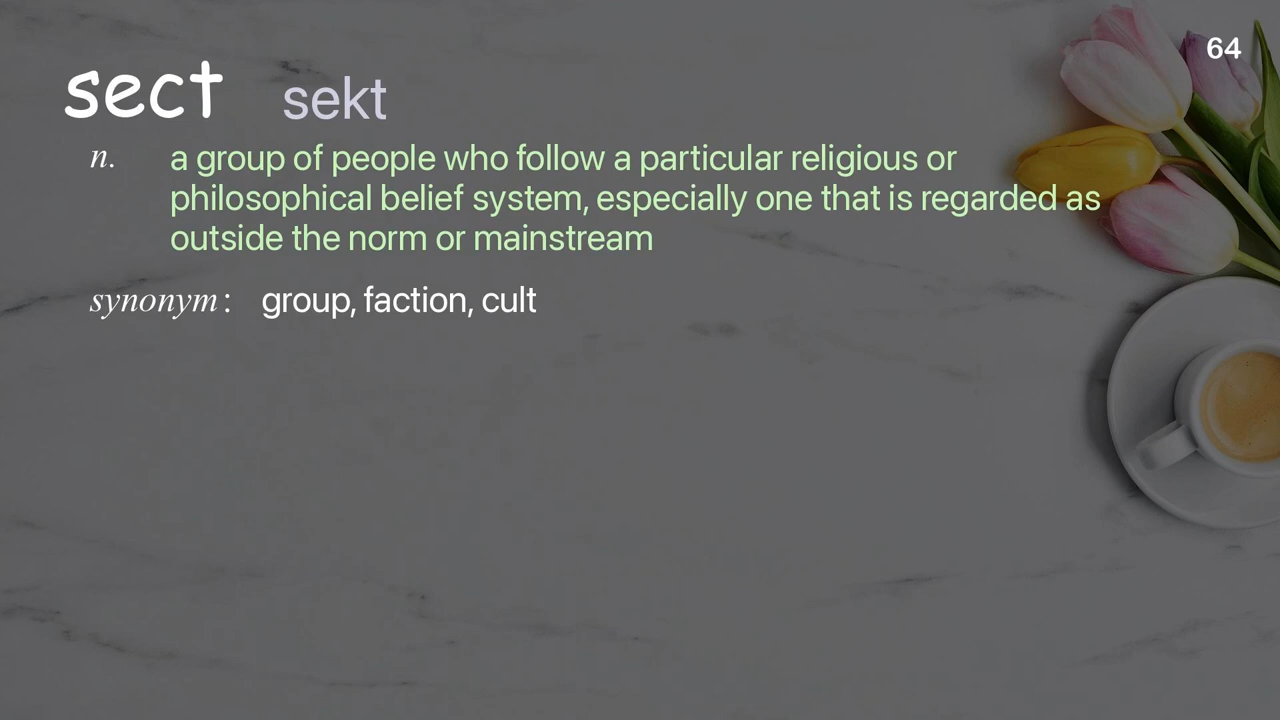 64
sect sekt
n. a group of people who follow a particular religious or
philosophical belief system, especially one that is regarded as
outside the norm or mainstream
synonym: group, faction, cult